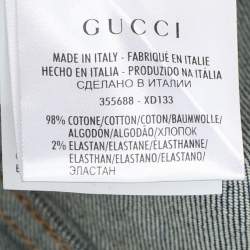 GUCCI
MADE IN ITALY - FABRIQUÉ EN ITALIE
HECHO EN ITALIA - PRODUZIDO NA ITÁLIA
СДЕЛАНО В ИТАЛИИ
355688 - XD133
98% COTONE/COTTON/COTON/BAUMWOLLE/
ALGODÓN/ALGODÃO/ХЛОПОК
2% ELASTAN/ELASTANE/ELASTHANNE/
ELASTHAN/ELASTANO/ELASTANO/
ЭЛАСТАН